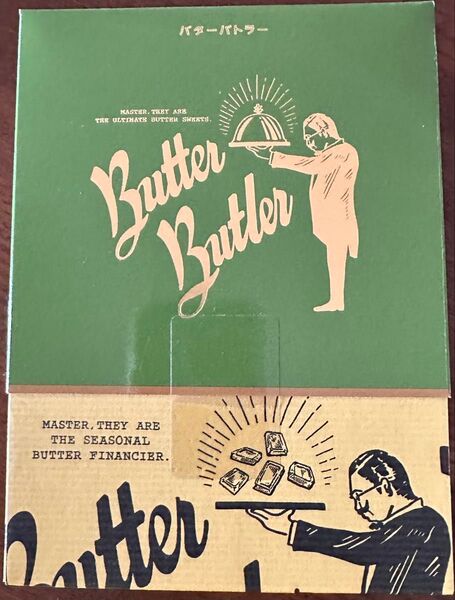 バターバトラー
MASTER, THEY ARE
THE ULTIMATE BUTTER SWEETS.
Butter
Butler
MASTER, THEY ARE
THE SEASONAL
BUTTER FINANCIER.
Butter
Bu